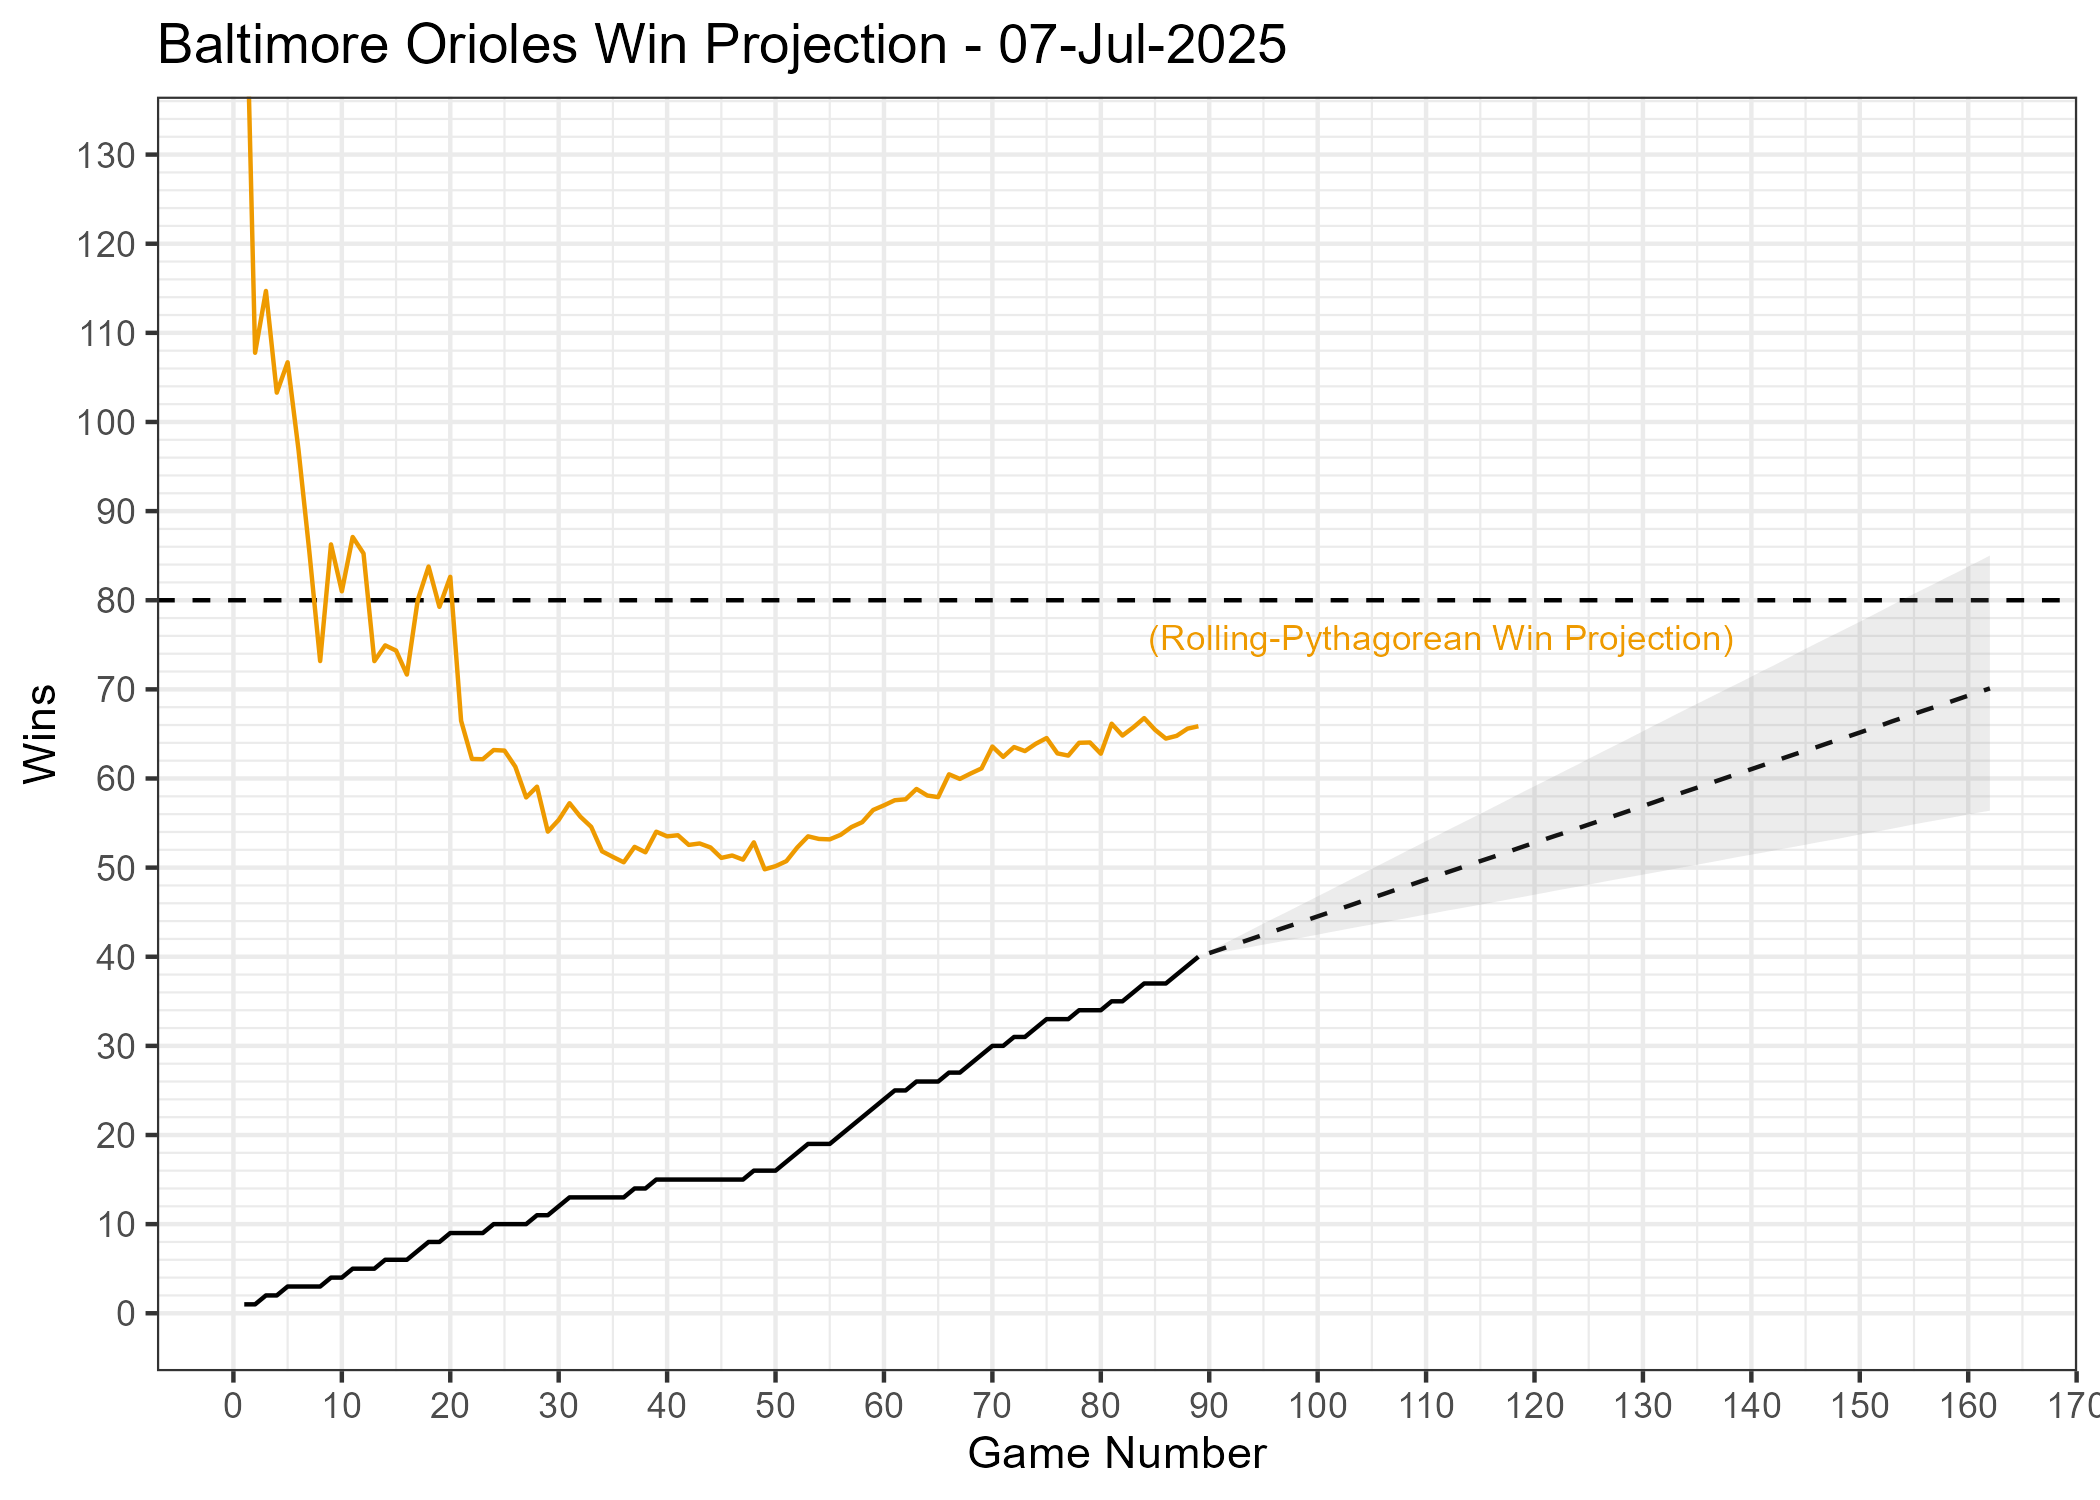 Baltimore Orioles Win Projection - 07-Jul-2025
130
120
110
100
90
80
(Rolling-Pythagorean Win Projection)
70
60
50
40
30
20
10
0
Wins
0 10 20 30 40 50 60 70 80 90 100 110 120 130 140 150 160 170
Game Number